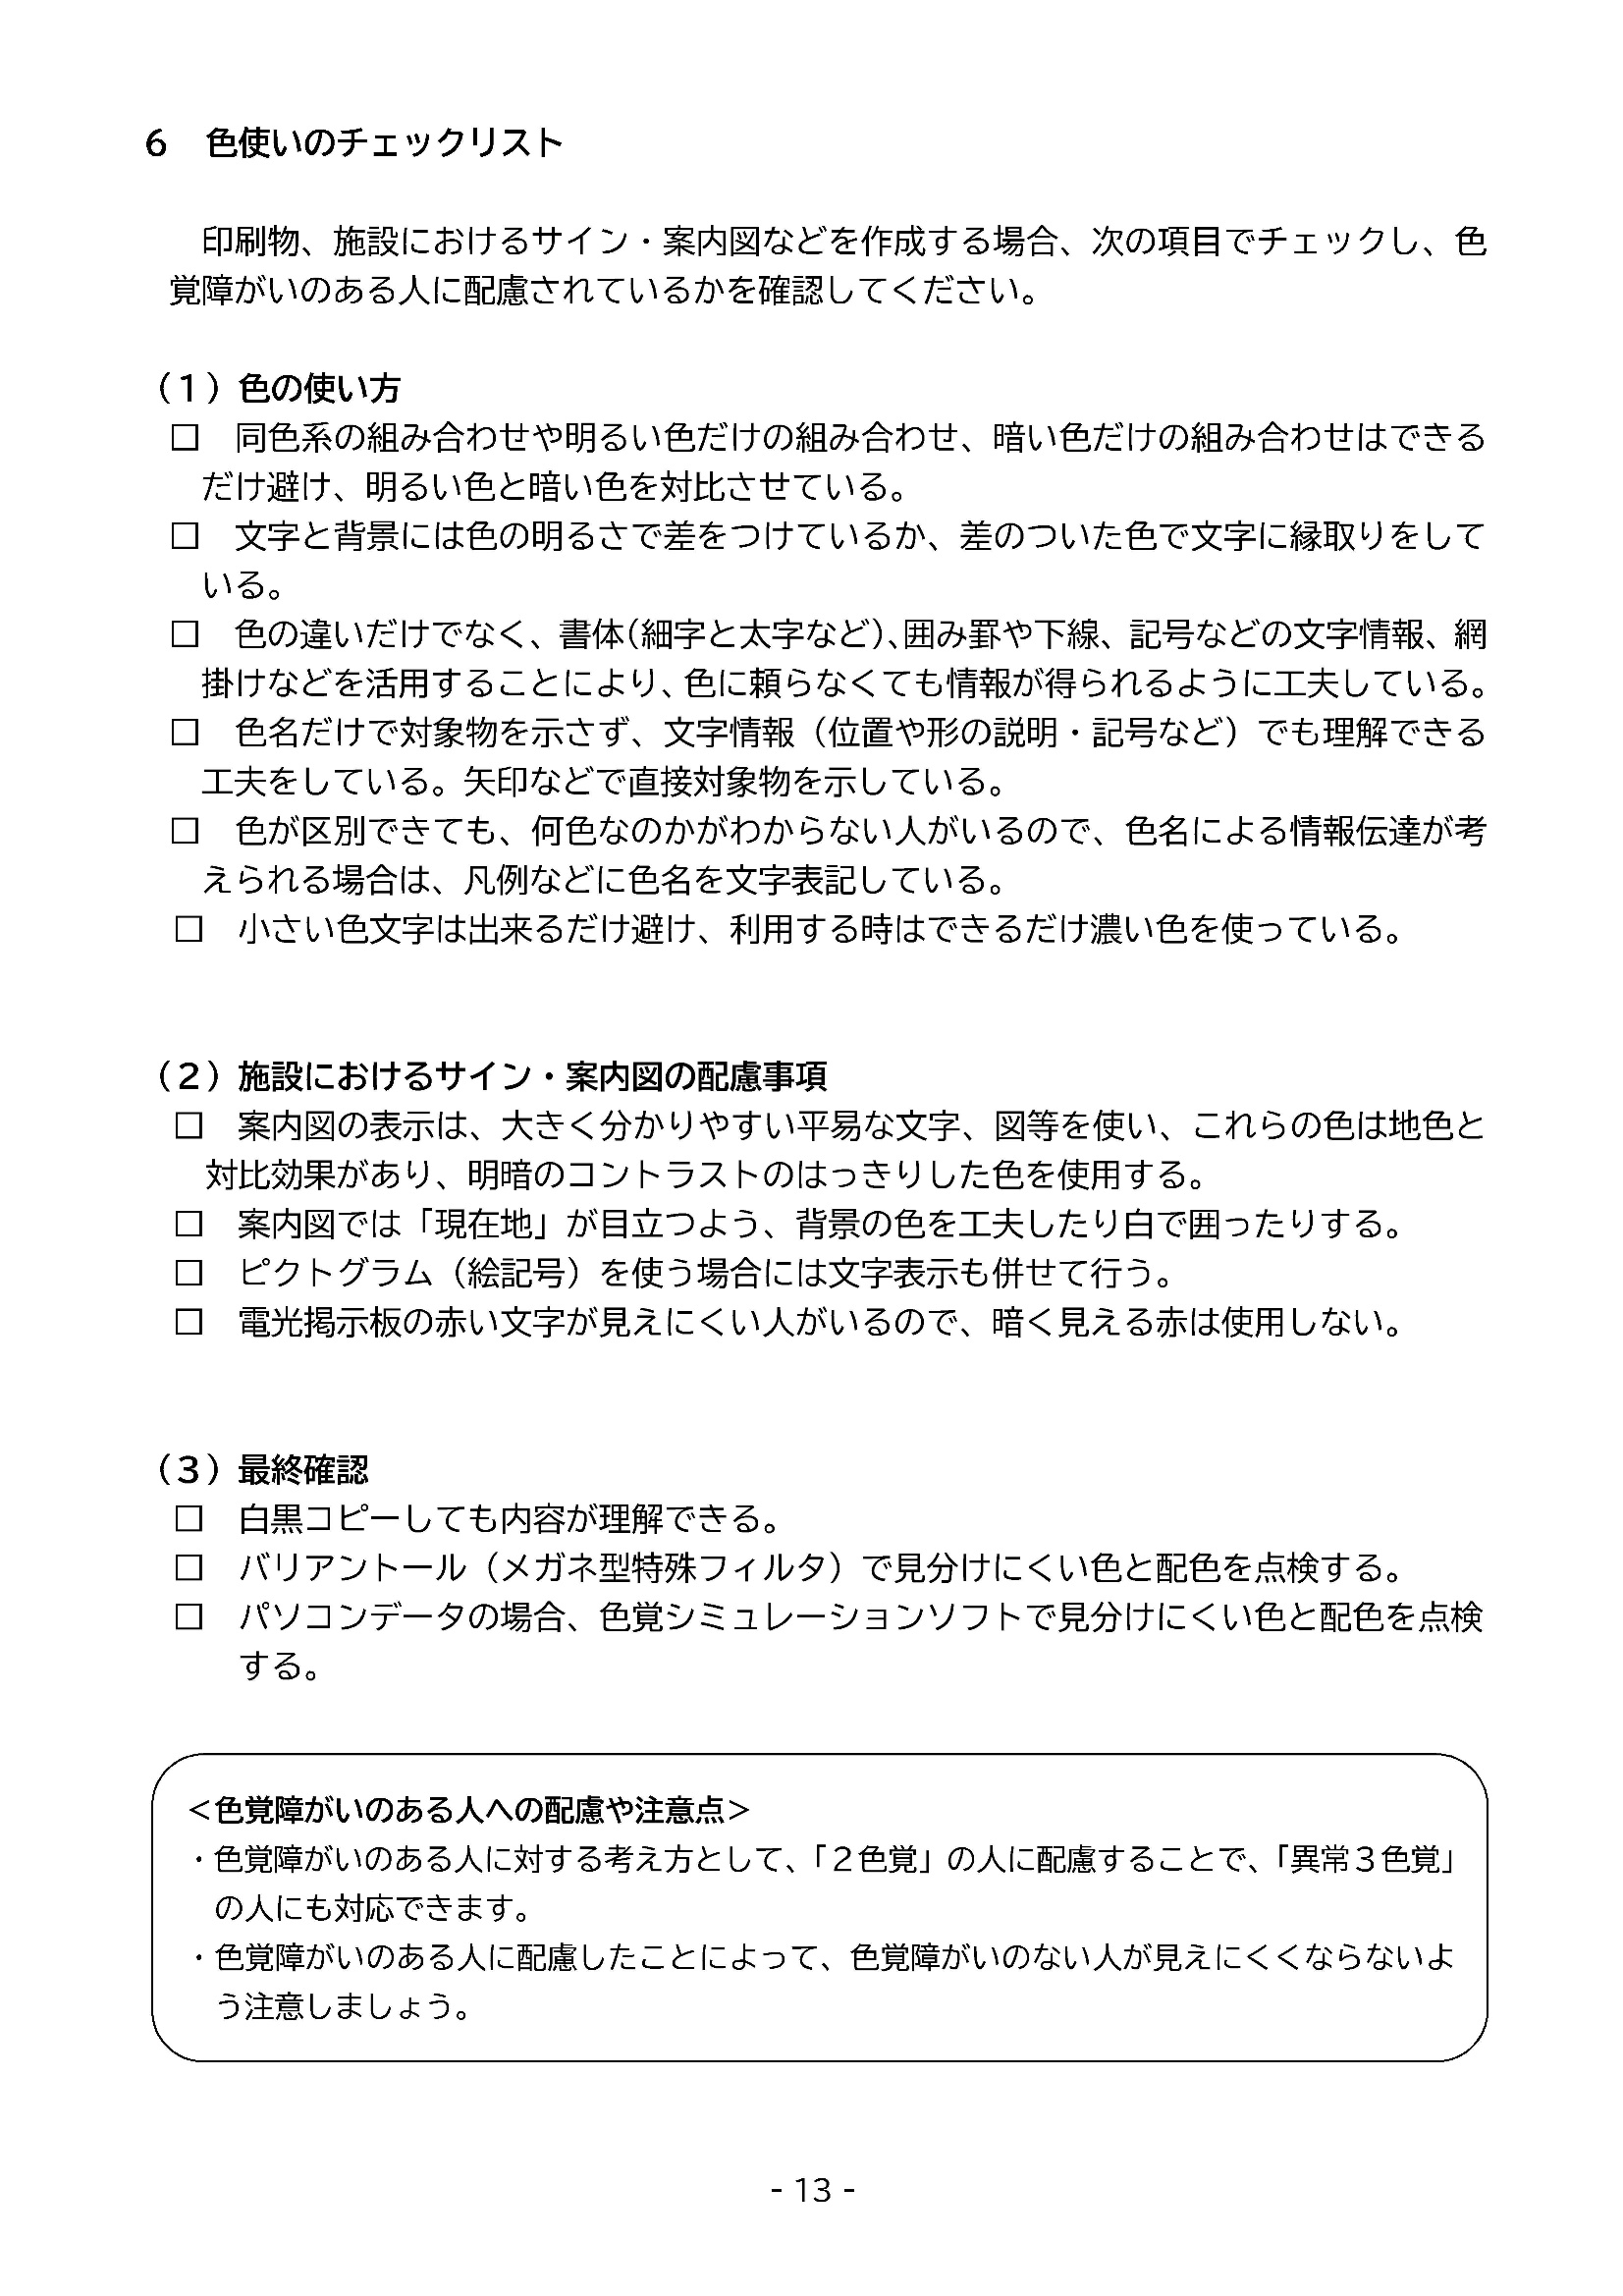 ６　色使いのチェックリスト
印刷物、施設におけるサイン・案内図などを作成する場合、次の項目でチェックし、色
覚障がいのある人に配慮されているかを確認してください。
（１）色の使い方
□　同色系の組み合わせや明るい色だけの組み合わせ、暗い色だけの組み合わせはできる
だけ避け、明るい色と暗い色を対比させている。
□　文字と背景には色の明るさで差をつけているか、差のついた色で文字に縁取りをして
いる。
□　色の違いだけでなく、書体（細字と太字など）、囲み罫や下線、記号などの文字情報、網
掛けなどを活用することにより、色に頼らなくても情報が得られるように工夫している。
□　色名だけで対象物を示さず、文字情報（位置や形の説明・記号など）でも理解できる
工夫をしている。矢印などで直接対象物を示している。
□　色が区別できても、何色なのかがわからない人がいるので、色名による情報伝達が考
えられる場合は、凡例などに色名を文字表記している。
□　小さい色文字は出来るだけ避け、利用する時はできるだけ濃い色を使っている。
（２）施設におけるサイン・案内図の配慮事項
□　案内図の表示は、大きく分かりやすい平易な文字、図等を使い、これらの色は地色と
対比効果があり、明暗のコントラストのはっきりした色を使用する。
□　案内図では「現在地」が目立つよう、背景の色を工夫したり白で囲ったりする。
□　ピクトグラム（絵記号）を使う場合には文字表示も併せて行う。
□　電光掲示板の赤い文字が見えにくい人がいるので、暗く見える赤は使用しない。
（３）最終確認
□　白黒コピーしても内容が理解できる。
□　バリアントール（メガネ型特殊フィルタ）で見分けにくい色と配色を点検する。
□　パソコンデータの場合、色覚シミュレーションソフトで見分けにくい色と配色を点検
する。
＜色覚障がいのある人への配慮や注意点＞
・色覚障がいのある人に対する考え方として、「２色覚」の人に配慮することで、「異常３色覚」
の人にも対応できます。
・色覚障がいのある人に配慮したことによって、色覚障がいのない人が見えにくくならないよ
う注意しましょう。
- 13 -